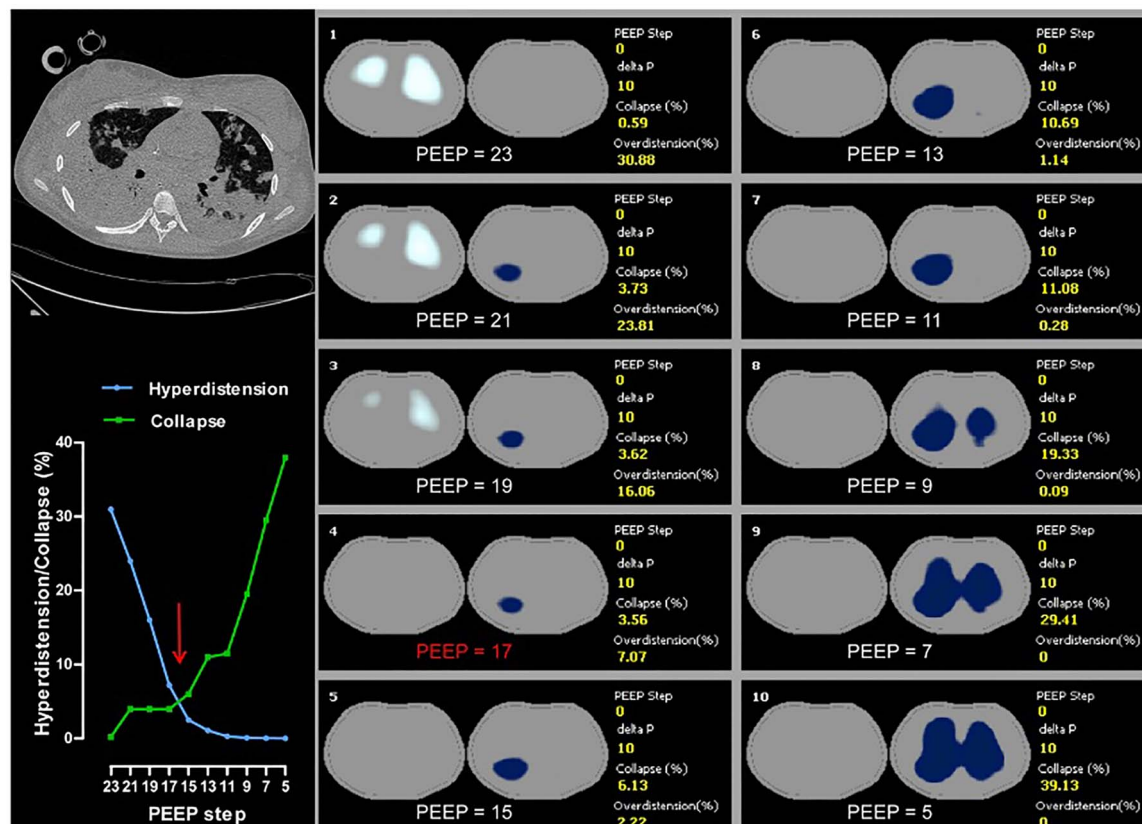 Hyperdistension
Collapse
Hyperdistension/Collapse (%)
40
30
20
10
0
23 21 19 17 15 13 11 9 7 5
PEEP step
1
PEEP Step
0
delta P
10
Collapse (%)
0.59
Overdistension(%)
30.88
PEEP = 23
2
PEEP Step
0
delta P
10
Collapse (%)
3.73
Overdistension(%)
23.81
PEEP = 21
3
PEEP Step
0
delta P
10
Collapse (%)
3.62
Overdistension(%)
16.06
PEEP = 19
4
PEEP Step
0
delta P
10
Collapse (%)
3.56
Overdistension(%)
7.07
PEEP = 17
5
PEEP Step
0
delta P
10
Collapse (%)
6.13
Overdistension(%)
2.22
PEEP = 15
6
PEEP Step
0
delta P
10
Collapse (%)
10.69
Overdistension(%)
1.14
PEEP = 13
7
PEEP Step
0
delta P
10
Collapse (%)
11.08
Overdistension(%)
0.28
PEEP = 11
8
PEEP Step
0
delta P
10
Collapse (%)
19.33
Overdistension(%)
0.09
PEEP = 9
9
PEEP Step
0
delta P
10
Collapse (%)
29.41
Overdistension(%)
0
PEEP = 7
10
PEEP Step
0
delta P
10
Collapse (%)
39.13
Overdistension(%)
0
PEEP = 5